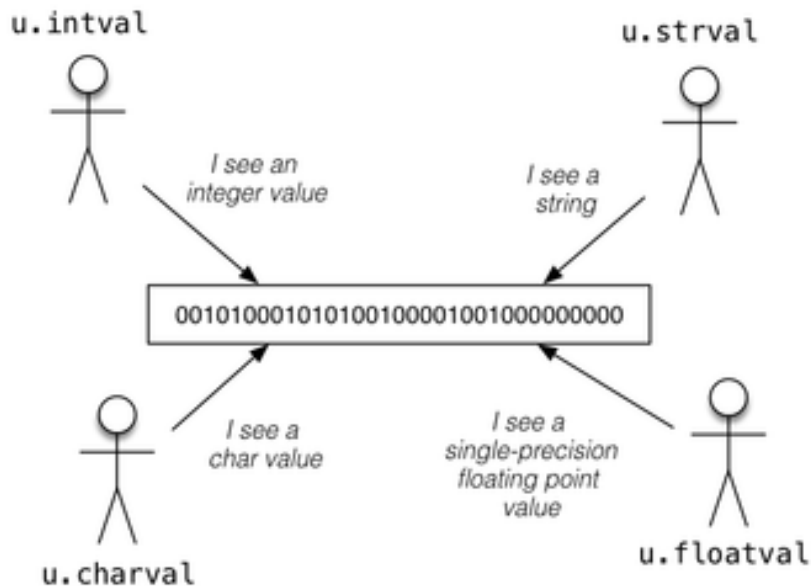 u.intval
u.strval
I see an
integer value
I see a
string
00101000101010010000100100000000
I see a
char value
I see a
single-precision
floating point
value
u.charval
u.floatval